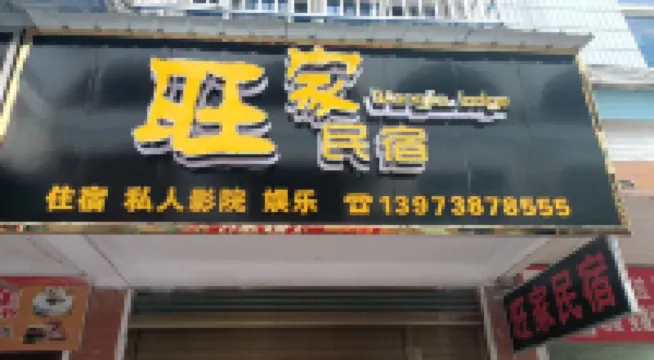 旺家
Wangjia lodge
民宿
住宿 私人影院 娱乐 ☎13973878555
旺家民宿